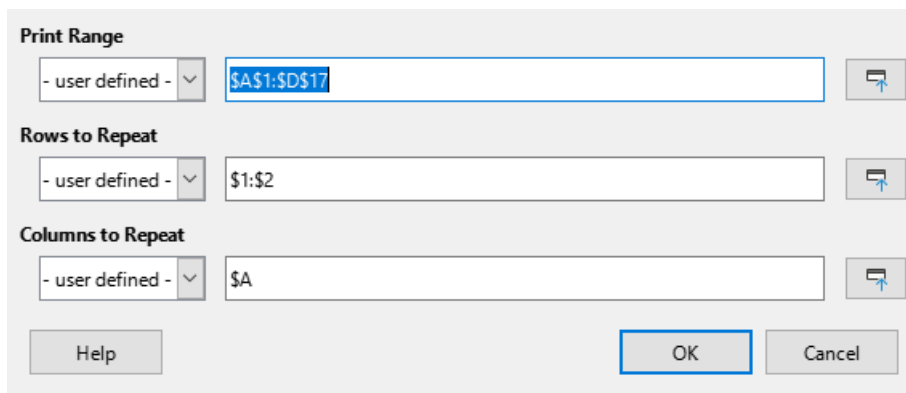 Print Range
- user defined - $A$1:$D$17
Rows to Repeat
- user defined - $1:$2
Columns to Repeat
- user defined - $A
Help OK Cancel